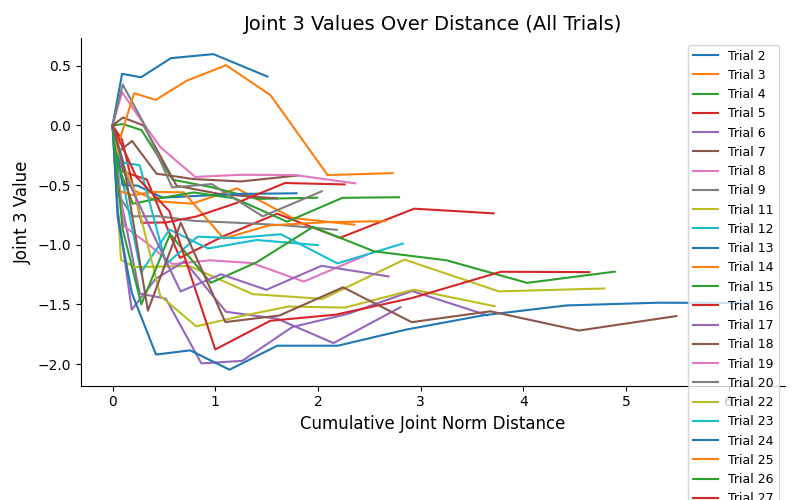 Joint 3 Values Over Distance (All Trials)
Joint 3 Value
0.5
0.0
−0.5
−1.0
−1.5
−2.0
0
1
2
3
4
5
Cumulative Joint Norm Distance
Trial 2
Trial 3
Trial 4
Trial 5
Trial 6
Trial 7
Trial 8
Trial 9
Trial 11
Trial 12
Trial 13
Trial 14
Trial 15
Trial 16
Trial 17
Trial 18
Trial 19
Trial 20
Trial 22
Trial 23
Trial 24
Trial 25
Trial 26
Trial 27